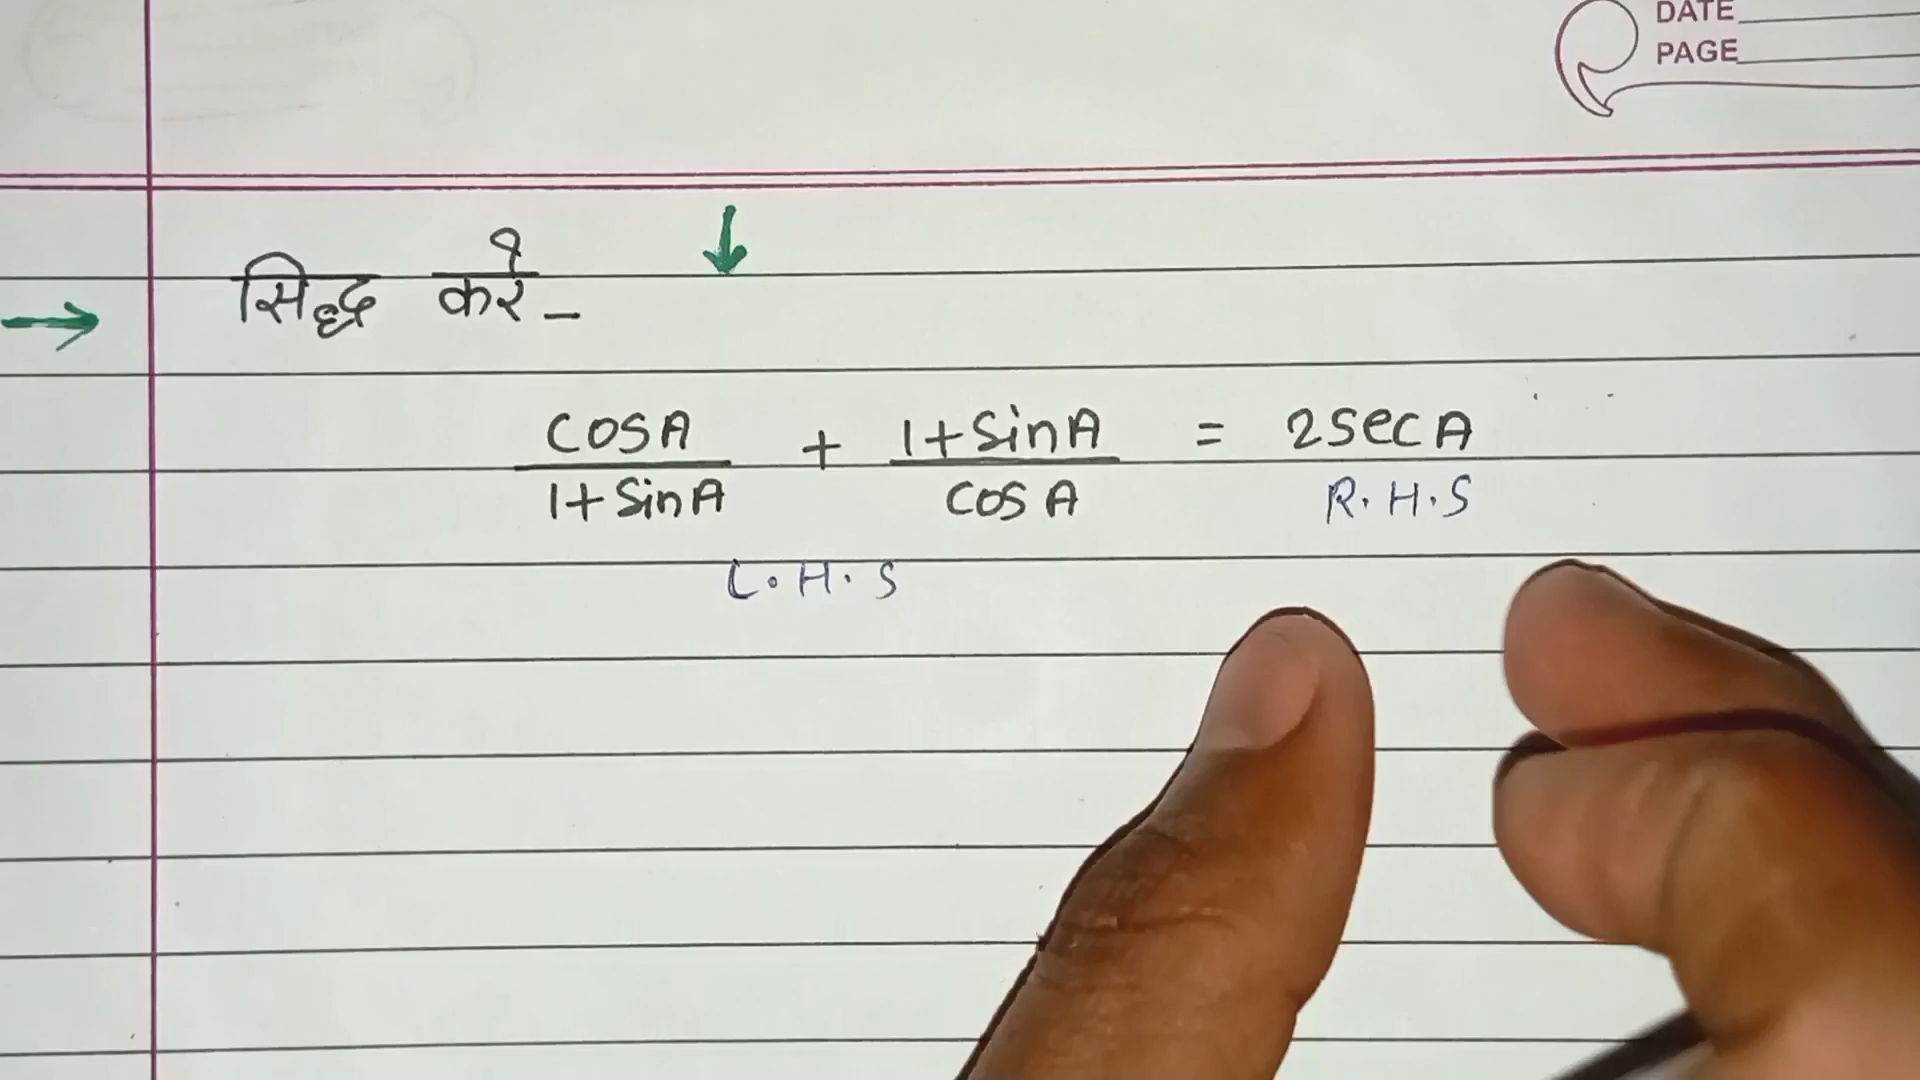 DATE
PAGE
सिद्ध करें -
cosA / 1+sinA + 1+sinA / cosA = 2secA
R.H.S
L.H.S